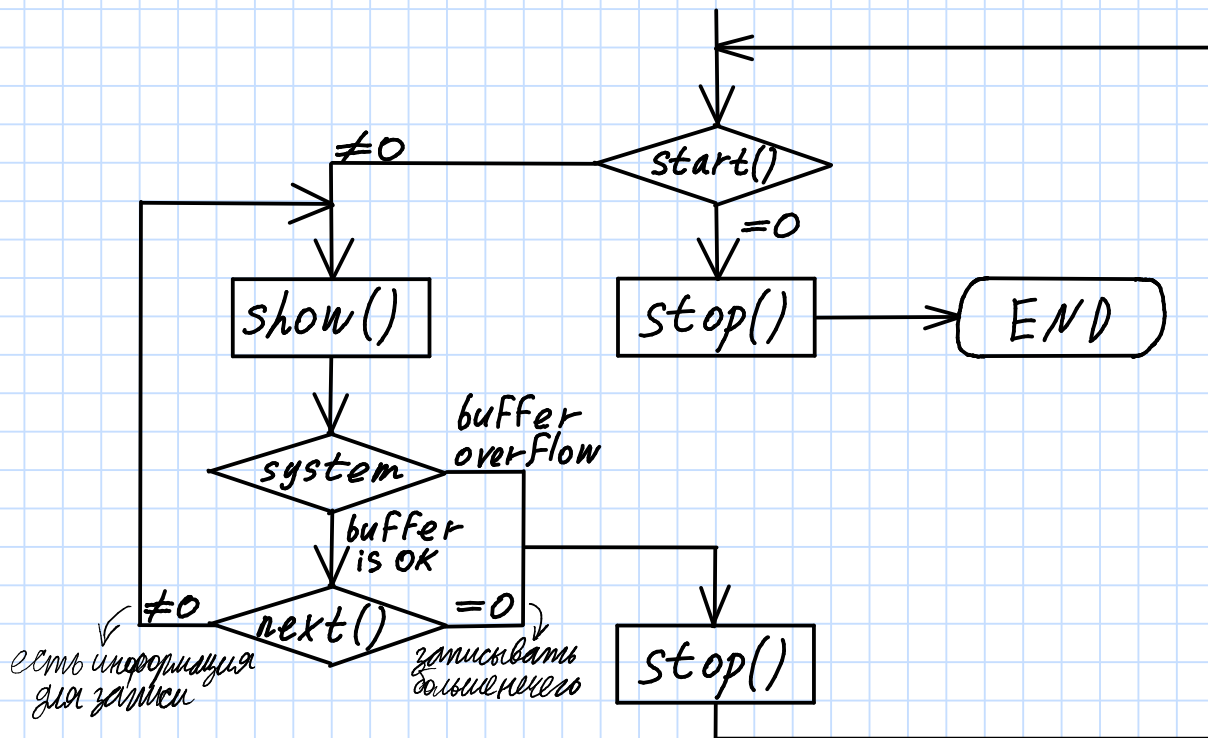 ≠0
start()
=0
show()
stop()
END
buffer
overflow
system
buffer
is OK
≠0
next()
=0
есть информация
для записи
записывать
больше нечего
stop()